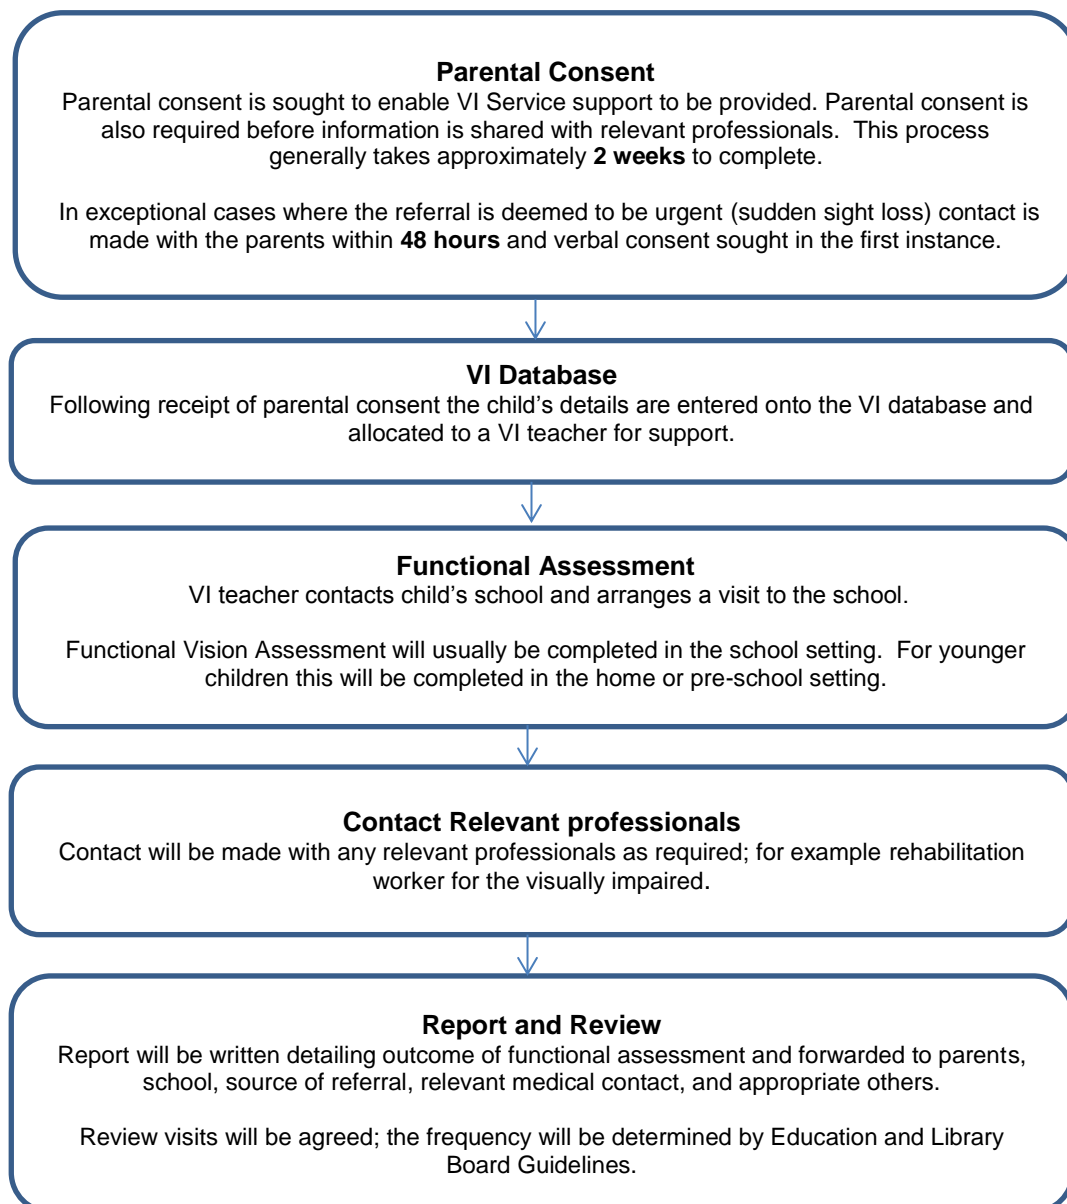 Parental Consent
Parental consent is sought to enable VI Service support to be provided. Parental consent is
also required before information is shared with relevant professionals.  This process
generally takes approximately 2 weeks to complete.
In exceptional cases where the referral is deemed to be urgent (sudden sight loss) contact is
made with the parents within 48 hours and verbal consent sought in the first instance.
VI Database
Following receipt of parental consent the child’s details are entered onto the VI database and
allocated to a VI teacher for support.
Functional Assessment
VI teacher contacts child’s school and arranges a visit to the school.
Functional Vision Assessment will usually be completed in the school setting.  For younger
children this will be completed in the home or pre-school setting.
Contact Relevant professionals
Contact will be made with any relevant professionals as required; for example rehabilitation
worker for the visually impaired.
Report and Review
Report will be written detailing outcome of functional assessment and forwarded to parents,
school, source of referral, relevant medical contact, and appropriate others.
Review visits will be agreed; the frequency will be determined by Education and Library
Board Guidelines.